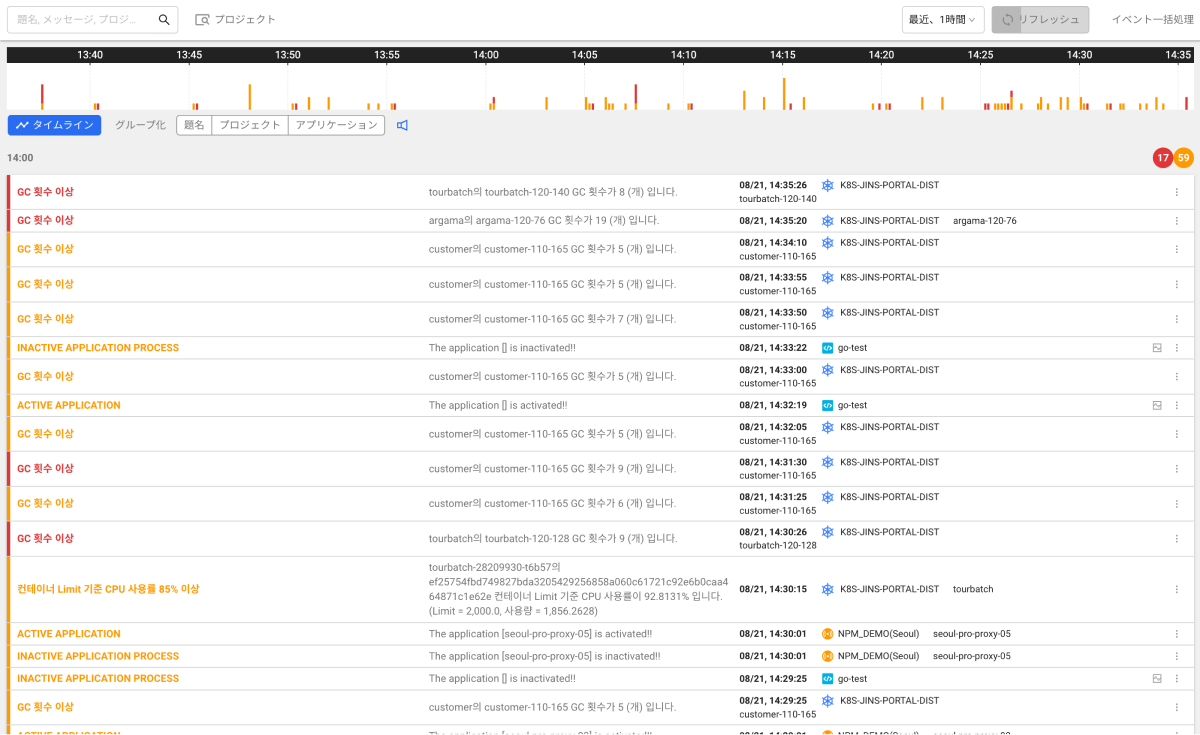 題名, メッセージ, プロジ...
プロジェクト
最近、1時間
リフレッシュ
イベント一括処理
13:40 13:45 13:50 13:55 14:00 14:05 14:10 14:15 14:20 14:25 14:30 14:35
タイムライン グループ化 題名 プロジェクト アプリケーション
14:00 17 59
GC 횟수 이상 tourbatch의 tourbatch-120-140 GC 횟수가 8 (개) 입니다. 08/21, 14:35:26 K8S-JINS-PORTAL-DIST
tourbatch-120-140
GC 횟수 이상 argama의 argama-120-76 GC 횟수가 19 (개) 입니다. 08/21, 14:35:20 K8S-JINS-PORTAL-DIST argama-120-76
GC 횟수 이상 customer의 customer-110-165 GC 횟수가 5 (개) 입니다. 08/21, 14:34:10 K8S-JINS-PORTAL-DIST
customer-110-165
GC 횟수 이상 customer의 customer-110-165 GC 횟수가 5 (개) 입니다. 08/21, 14:33:55 K8S-JINS-PORTAL-DIST
customer-110-165
GC 횟수 이상 customer의 customer-110-165 GC 횟수가 7 (개) 입니다. 08/21, 14:33:50 K8S-JINS-PORTAL-DIST
customer-110-165
INACTIVE APPLICATION PROCESS The application [] is inactivated!! 08/21, 14:33:22 go-test
GC 횟수 이상 customer의 customer-110-165 GC 횟수가 5 (개) 입니다. 08/21, 14:33:00 K8S-JINS-PORTAL-DIST
customer-110-165
ACTIVE APPLICATION The application [] is activated!! 08/21, 14:32:19 go-test
GC 횟수 이상 customer의 customer-110-165 GC 횟수가 5 (개) 입니다. 08/21, 14:32:05 K8S-JINS-PORTAL-DIST
customer-110-165
GC 횟수 이상 customer의 customer-110-165 GC 횟수가 9 (개) 입니다. 08/21, 14:31:30 K8S-JINS-PORTAL-DIST
customer-110-165
GC 횟수 이상 customer의 customer-110-165 GC 횟수가 6 (개) 입니다. 08/21, 14:31:25 K8S-JINS-PORTAL-DIST
customer-110-165
GC 횟수 이상 tourbatch의 tourbatch-120-128 GC 횟수가 9 (개) 입니다. 08/21, 14:30:26 K8S-JINS-PORTAL-DIST
tourbatch-120-128
컨테이너 Limit 기준 CPU 사용률 85% 이상
tourbatch-28209930-t6b57의
ef25754fbd749827bda3205429256858a060c61721c92e6b0caa4
64871c1e62e 컨테이너 Limit 기준 CPU 사용률이 92.8131% 입니다.
(Limit = 2,000.0, 사용량 = 1,856.2628)
08/21, 14:30:15 K8S-JINS-PORTAL-DIST tourbatch
ACTIVE APPLICATION The application [seoul-pro-proxy-05] is activated!! 08/21, 14:30:01 NPM_DEMO(Seoul) seoul-pro-proxy-05
INACTIVE APPLICATION PROCESS The application [seoul-pro-proxy-05] is inactivated!! 08/21, 14:30:01 NPM_DEMO(Seoul) seoul-pro-proxy-05
INACTIVE APPLICATION PROCESS The application [] is inactivated!! 08/21, 14:29:25 go-test
GC 횟수 이상 customer의 customer-110-165 GC 횟수가 5 (개) 입니다. 08/21, 14:29:25 K8S-JINS-PORTAL-DIST
customer-110-165